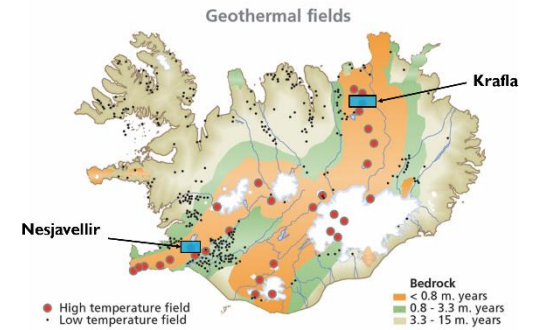 Geothermal fields
Krafla
Nesjavellir
High temperature field
Low temperature field
Bedrock
< 0.8 m. years
0.8 - 3.3 m. years
3.3 - 15 m. years